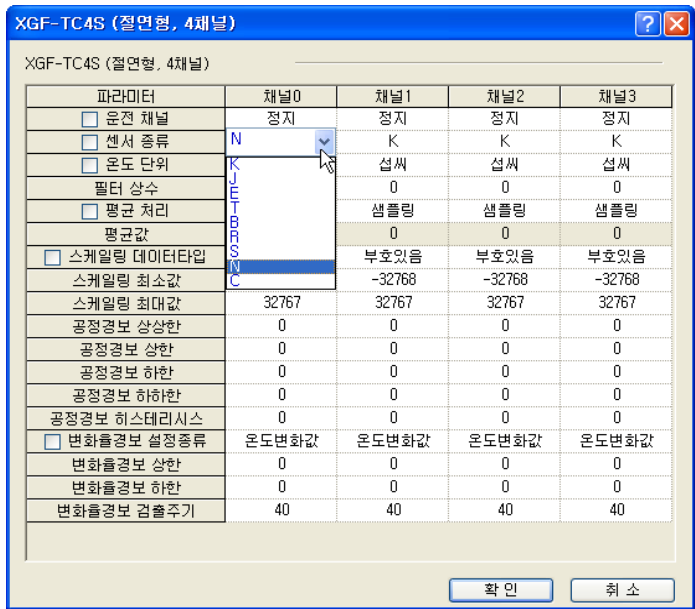 XGF-TC4S (절연형, 4채널)
XGF-TC4S (절연형, 4채널)
파라미터 채널0 채널1 채널2 채널3
운전 채널 정지 정지 정지 정지
센서 종류 N K K K
온도 단위 섭씨 섭씨 섭씨
필터 상수 0 0 0
평균 처리 샘플링 샘플링 샘플링
평균값 0 0 0
스케일링 데이터타입 부호있음 부호있음 부호있음
스케일링 최소값 -32768 -32768 -32768
K
J
E
T
B
R
S
N
C
스케일링 최대값 32767 32767 32767 32767
공정경보 상상한 0 0 0 0
공정경보 상한 0 0 0 0
공정경보 하한 0 0 0 0
공정경보 하하한 0 0 0 0
공정경보 히스테리시스 0 0 0 0
변화율경보 설정종류 온도변화값 온도변화값 온도변화값 온도변화값
변화율경보 상한 0 0 0 0
변화율경보 하한 0 0 0 0
변화율경보 검출주기 40 40 40 40
확 인 취 소